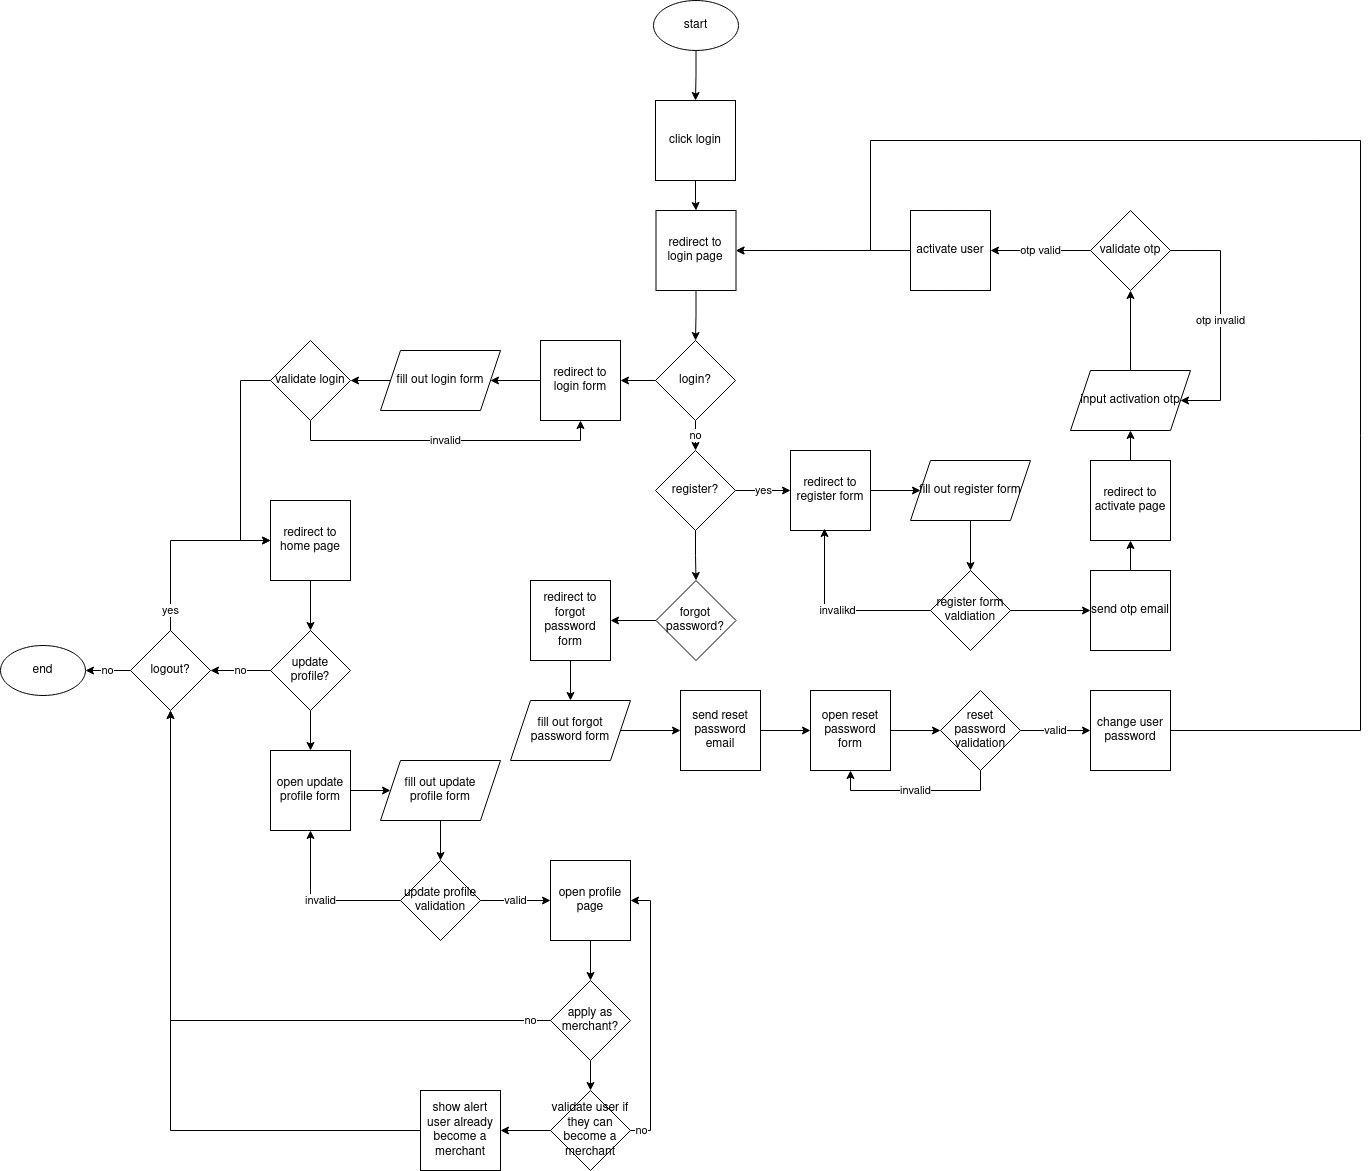 start
click login
redirect to
login page
activate user
otp valid
validate otp
otp invalid
validate login
fill out login form
redirect to
login form
login?
input activation otp
invalid
no
register?
yes
redirect to
register form
fill out register form
redirect to
activate page
redirect to
home page
redirect to
forgot
password
form
forgot
password?
invalikd
register form
valdiation
send otp email
yes
end
no
logout?
no
update
profile?
fill out forgot
password form
send reset
password
email
open reset
password
form
reset
password
validation
valid
change user
password
invalid
open update
profile form
fill out update
profile form
invalid
update profile
validation
valid
open profile
page
no
apply as
merchant?
show alert
user already
become a
merchant
validate user if
they can
become a
merchant
no